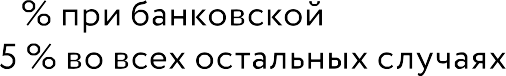 % при банковской
5 % во всех остальных случаях